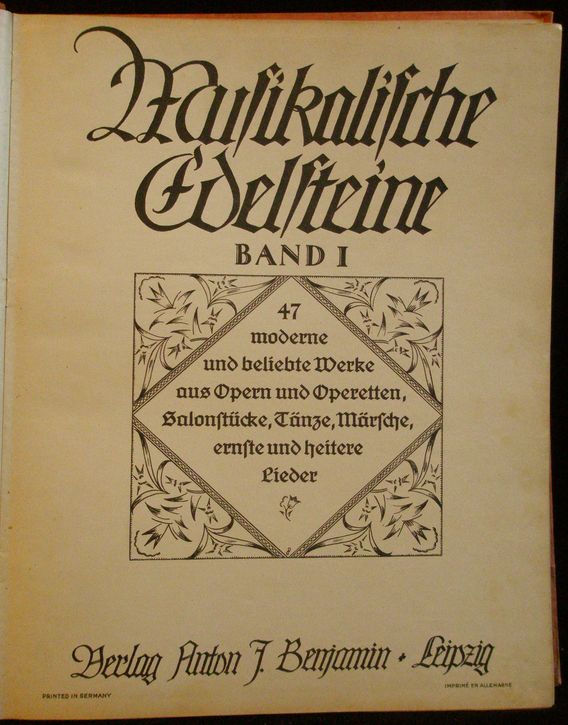 Musikalische
Edelsteine
BAND I
47
moderne
und beliebte Werke
aus Opern und Operetten,
Salonstücke, Tänze, Märsche,
ernste und heitere
Lieder
Verlag Anton J. Benjamin • Leipzig
PRINTED IN GERMANY
IMPRIMÉ EN ALLEMAGNE